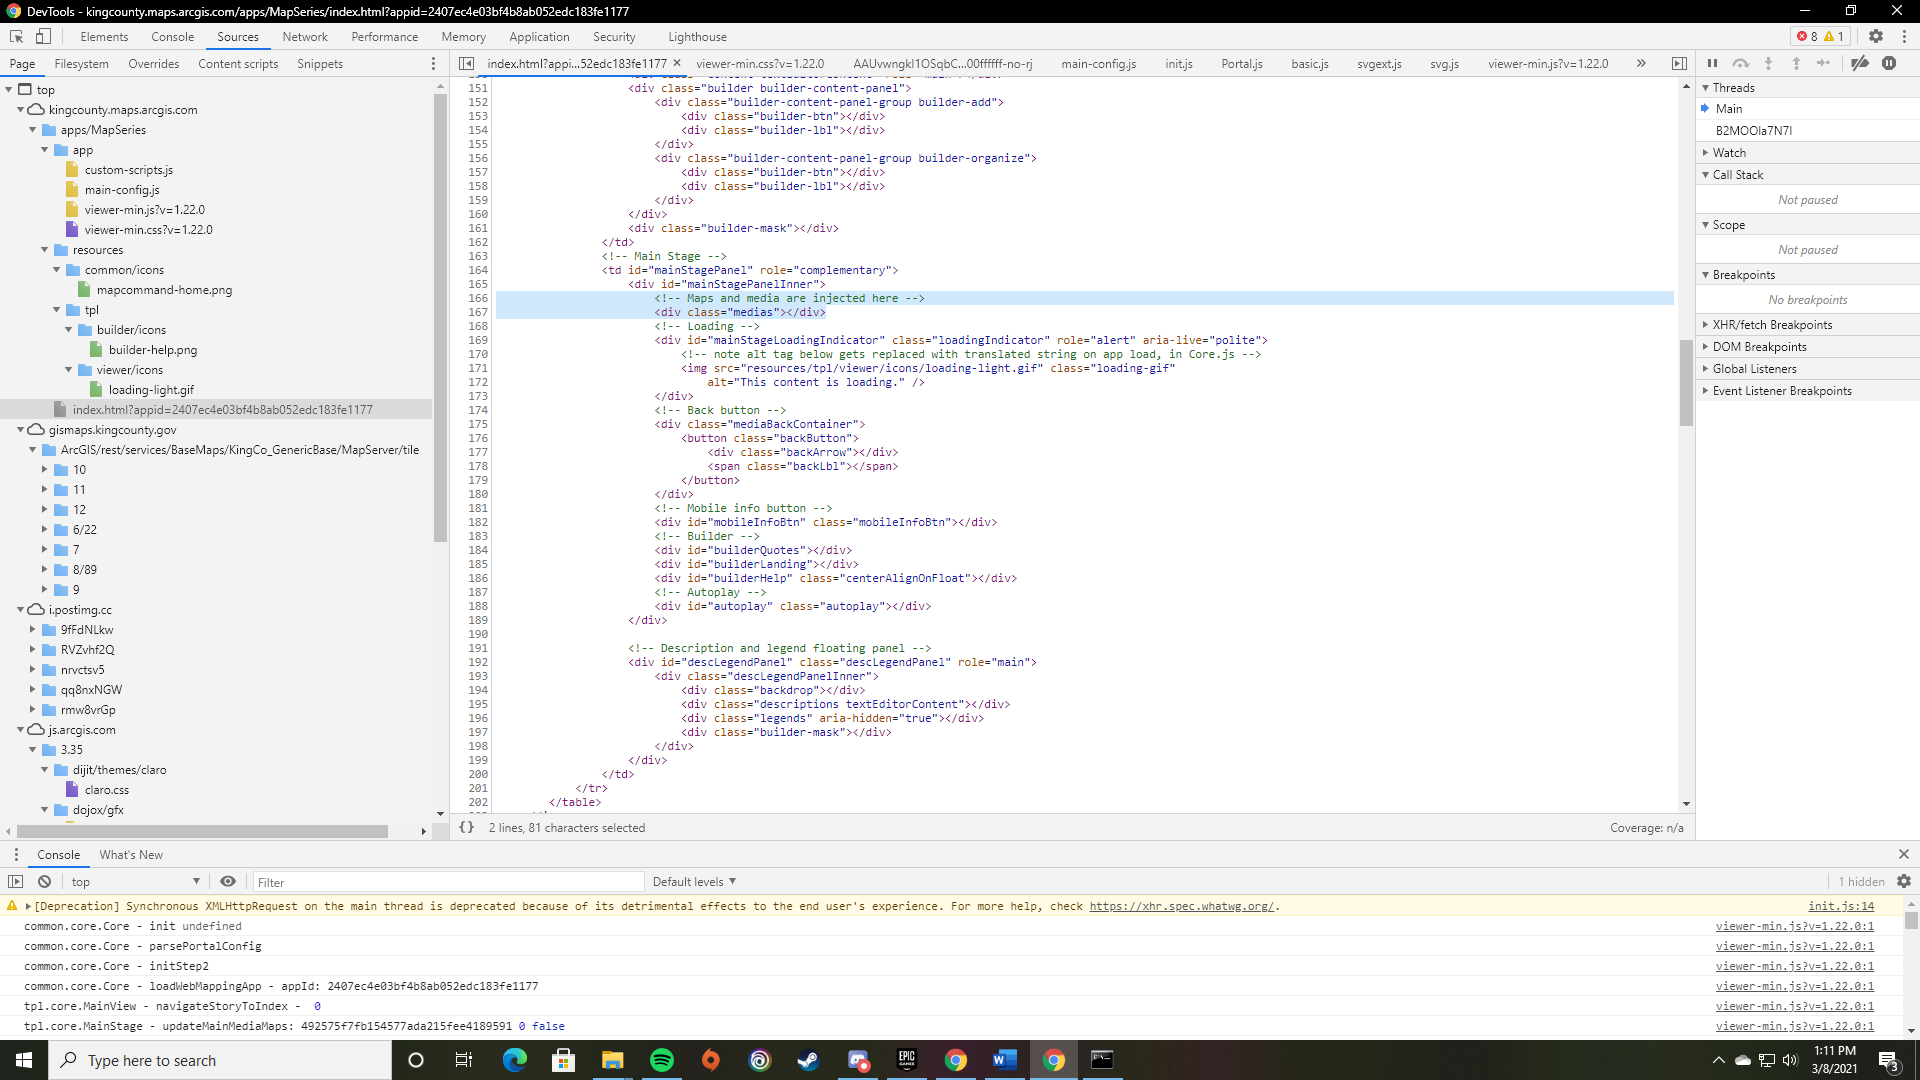 DevTools - kingcounty.maps.arcgis.com/apps/MapSeries/index.html?appid=2407ec4e03bf4b8ab052edc183fe1177
Elements Console Sources Network Performance Memory Application Security Lighthouse 8 1
Page Filesystem Overrides Content scripts Snippets
index.html?appi...52edc183fe1177 viewer-min.css?v=1.22.0 AAUvwngkI1OSqbC...00ffffff-no-rj main-config.js init.js Portal.js basic.js svgext.js svg.js viewer-min.js?v=1.22.0
top
kingcounty.maps.arcgis.com
apps/MapSeries
app
custom-scripts.js
main-config.js
viewer-min.js?v=1.22.0
viewer-min.css?v=1.22.0
resources
common/icons
mapcommand-home.png
tpl
builder/icons
builder-help.png
viewer/icons
loading-light.gif
index.html?appid=2407ec4e03bf4b8ab052edc183fe1177
gismaps.kingcounty.gov
ArcGIS/rest/services/BaseMaps/KingCo_GenericBase/MapServer/tile
10
11
12
6/22
7
8/89
9
i.postimg.cc
9fFdNLkw
RVZvhf2Q
nrvctsv5
qq8nxNGW
rmw8vrGp
js.arcgis.com
3.35
dijit/themes/claro
claro.css
dojox/gfx
151 <div class="builder builder-content-panel">
152 <div class="builder-content-panel-group builder-add">
153 <div class="builder-btn"></div>
154 <div class="builder-lbl"></div>
155 </div>
156 <div class="builder-content-panel-group builder-organize">
157 <div class="builder-btn"></div>
158 <div class="builder-lbl"></div>
159 </div>
160 </div>
161 <div class="builder-mask"></div>
162 </td>
163 <!-- Main Stage -->
164 <td id="mainStagePanel" role="complementary">
165 <div id="mainStagePanelInner">
166 <!-- Maps and media are injected here -->
167 <div class="medias"></div>
168 <!-- Loading -->
169 <div id="mainStageLoadingIndicator" class="loadingIndicator" role="alert" aria-live="polite">
170 <!-- note alt tag below gets replaced with translated string on app load, in Core.js -->
171 <img src="resources/tpl/viewer/icons/loading-light.gif" class="loading-gif"
172 alt="This content is loading." />
173 </div>
174 <!-- Back button -->
175 <div class="mediaBackContainer">
176 <button class="backButton">
177 <div class="backArrow"></div>
178 <span class="backLbl"></span>
179 </button>
180 </div>
181 <!-- Mobile info button -->
182 <div id="mobileInfoBtn" class="mobileInfoBtn"></div>
183 <!-- Builder -->
184 <div id="builderQuotes"></div>
185 <div id="builderLanding"></div>
186 <div id="builderHelp" class="centerAlignOnFloat"></div>
187 <!-- Autoplay -->
188 <div id="autoplay" class="autoplay"></div>
189 </div>
190
191 <!-- Description and legend floating panel -->
192 <div id="descLegendPanel" class="descLegendPanel" role="main">
193 <div class="descLegendPanelInner">
194 <div class="backdrop"></div>
195 <div class="descriptions textEditorContent"></div>
196 <div class="legends" aria-hidden="true"></div>
197 <div class="builder-mask"></div>
198 </div>
199 </div>
200 </td>
201 </tr>
202 </table>
{} 2 lines, 81 characters selected Coverage: n/a
Threads
Main
B2MOOIa7N7I
Watch
Call Stack
Not paused
Scope
Not paused
Breakpoints
No breakpoints
XHR/fetch Breakpoints
DOM Breakpoints
Global Listeners
Event Listener Breakpoints
Console What's New
top Filter Default levels 1 hidden
[Deprecation] Synchronous XMLHttpRequest on the main thread is deprecated because of its detrimental effects to the end user's experience. For more help, check https://xhr.spec.whatwg.org/. init.js:14
common.core.Core - init undefined viewer-min.js?v=1.22.0:1
common.core.Core - parsePortalConfig viewer-min.js?v=1.22.0:1
common.core.Core - initStep2 viewer-min.js?v=1.22.0:1
common.core.Core - loadWebMappingApp - appId: 2407ec4e03bf4b8ab052edc183fe1177 viewer-min.js?v=1.22.0:1
tpl.core.MainView - navigateStoryToIndex - 0 viewer-min.js?v=1.22.0:1
tpl.core.MainStage - updateMainMediaMaps: 492575f7fb154577ada215fee4189591 0 false viewer-min.js?v=1.22.0:1
Type here to search
EPIC GAMES
1:11 PM
3/8/2021
3